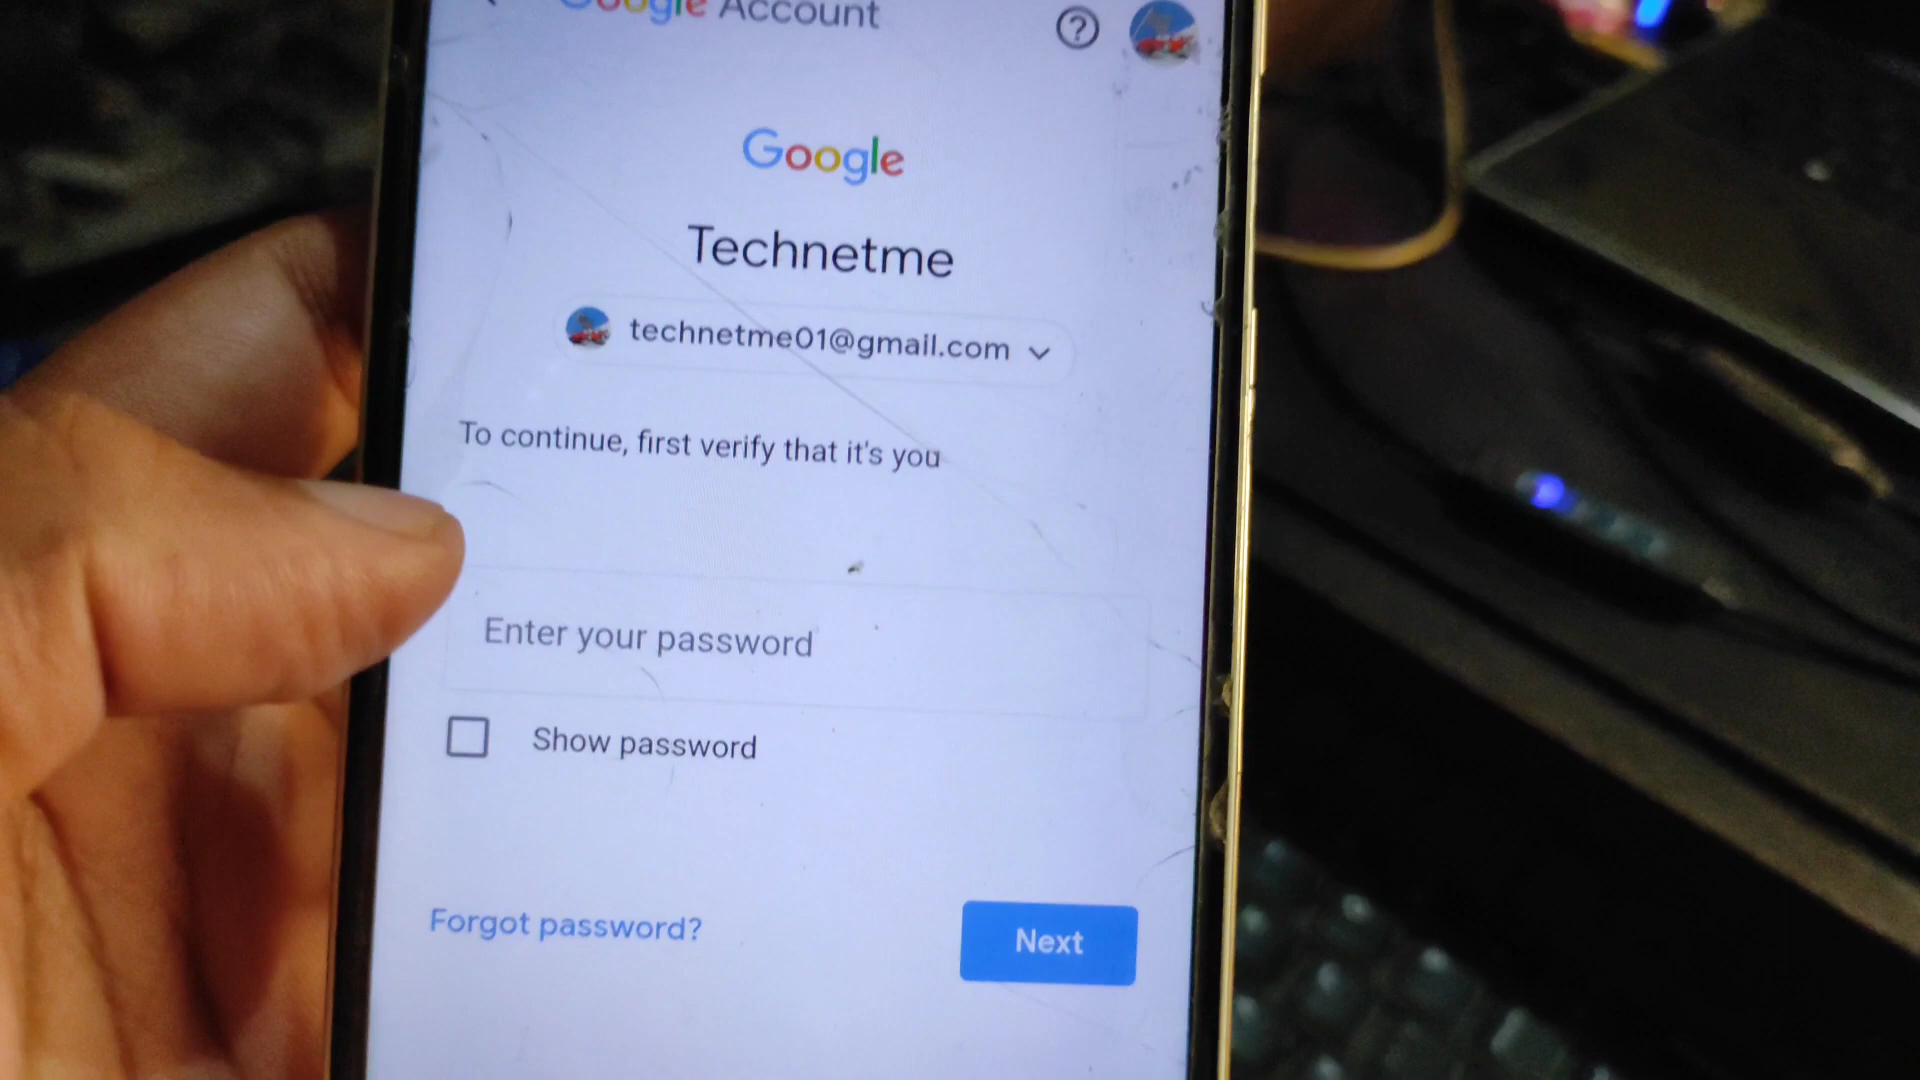 Google Account
Google
Technetme
technetme01@gmail.com
To continue, first verify that it's you
Enter your password
Show password
Forgot password?
Next